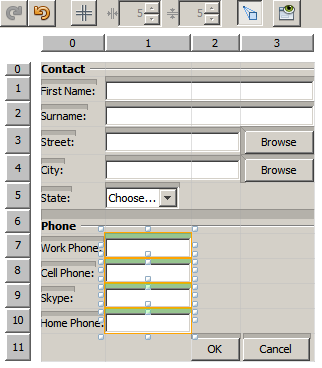 5 5
0 1 2 3
0 Contact
1 First Name:
2 Surname:
3 Street: Browse
4 City: Browse
5 State: Choose...
6
Phone
7 Work Phone:
8 Cell Phone:
9 Skype:
10 Home Phone:
11 OK Cancel